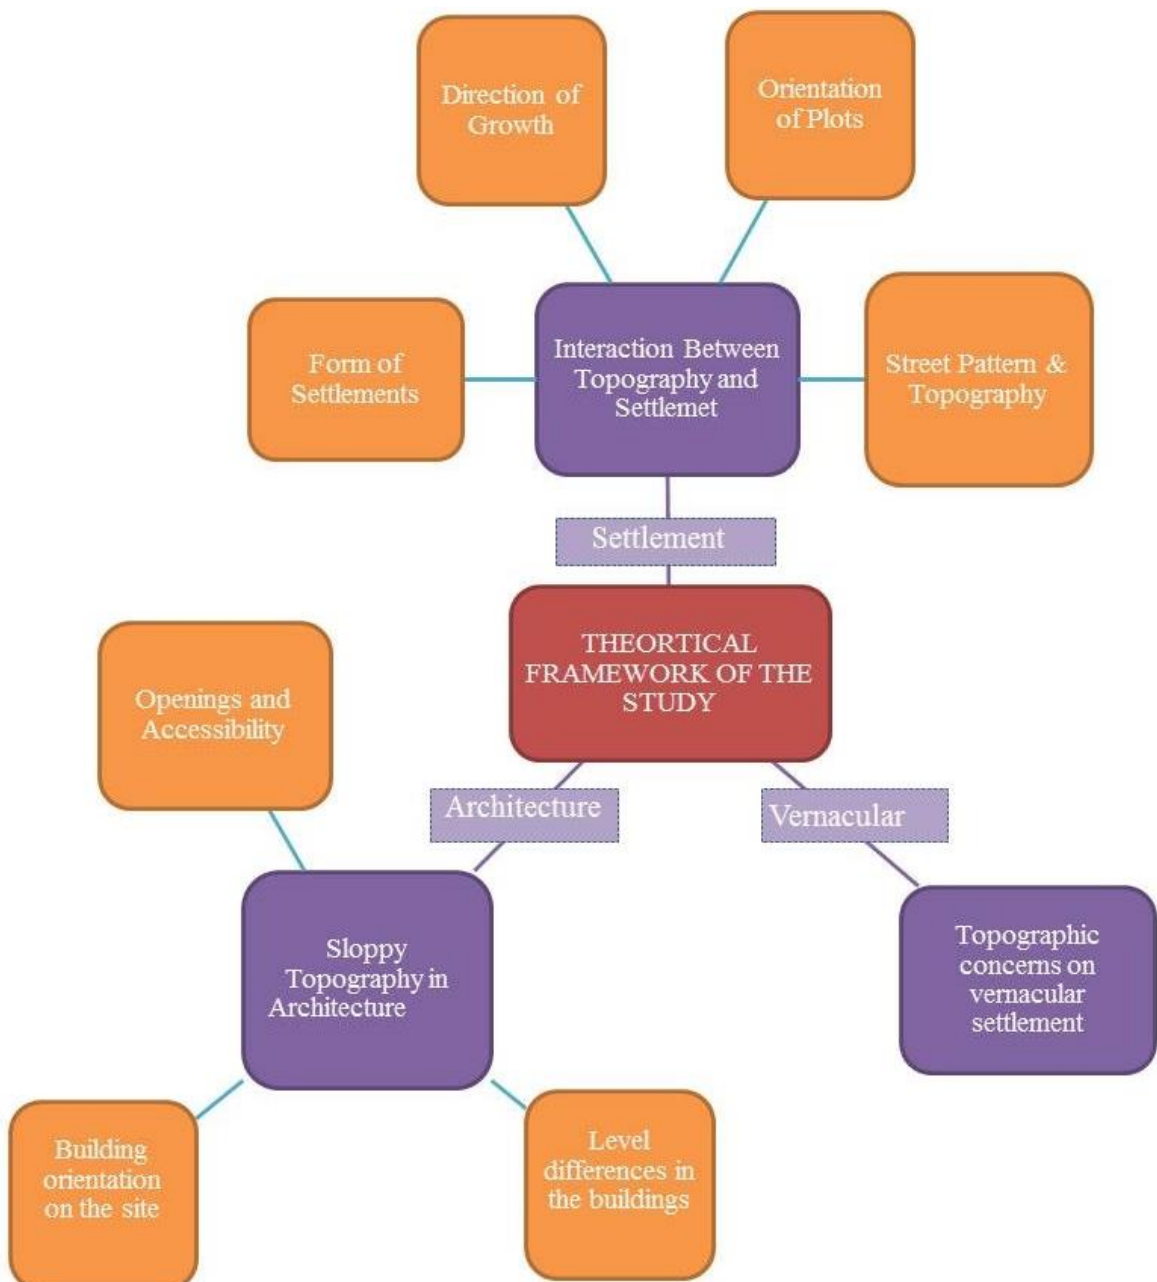 Direction of
Growth
Orientation
of Plots
Form of
Settlements
Interaction Between
Topography and
Settlemet
Street Pattern &
Topography
Settlement
THEORTICAL
FRAMEWORK OF THE
STUDY
Openings and
Accessibility
Architecture
Vernacular
Sloppy
Topography in
Architecture
Topographic
concerns on
vernacular
settlement
Building
orientation
on the site
Level
differences in
the buildings